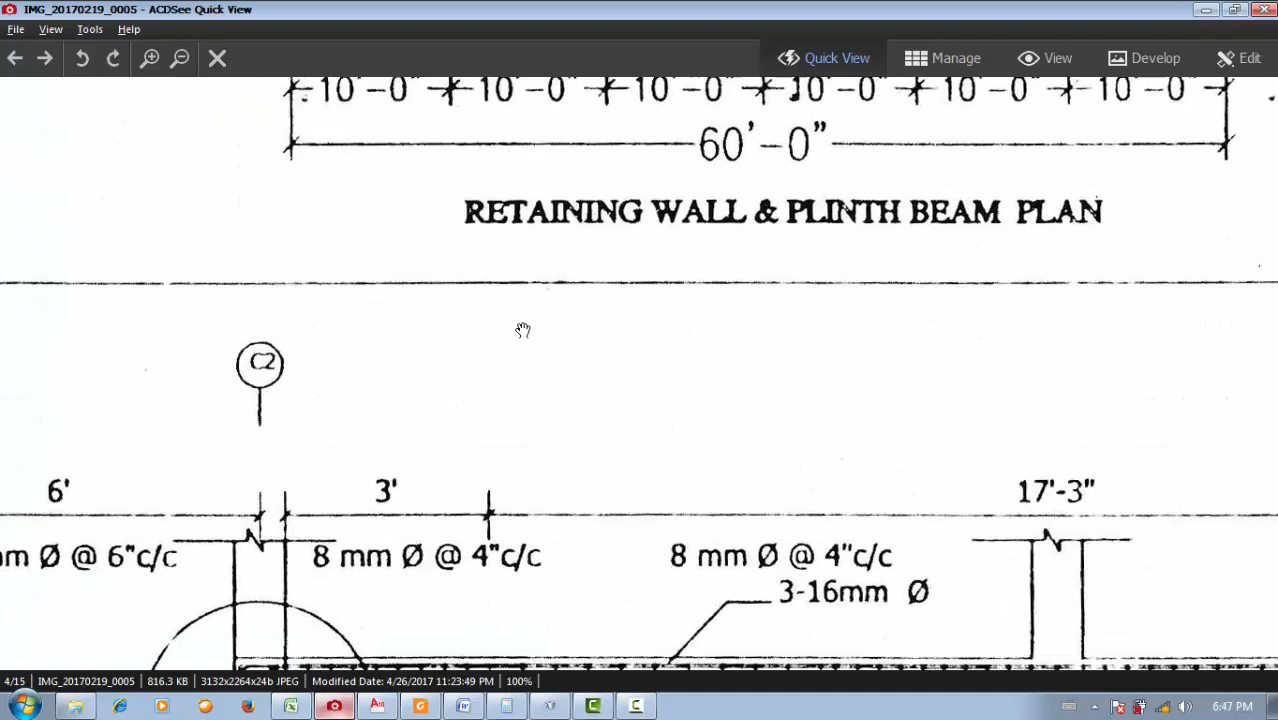 IMG_20170219_0005 - ACDSee Quick View
File View Tools Help
Quick View Manage View Develop Edit
10'-0" 10'-0" 10'-0" 10'-0" 10'-0" 10'-0"
60'-0"
RETAINING WALL & PLINTH BEAM PLAN
C2
6' 3' 17'-3"
m Ø @ 6"c/c 8 mm Ø @ 4"c/c 8 mm Ø @ 4"c/c
3-16mm Ø
4/15 IMG_20170219_0005 816.3 KB 3132x2264x24b JPEG Modified Date: 4/26/2017 11:23:49 PM 100%
6:47 PM